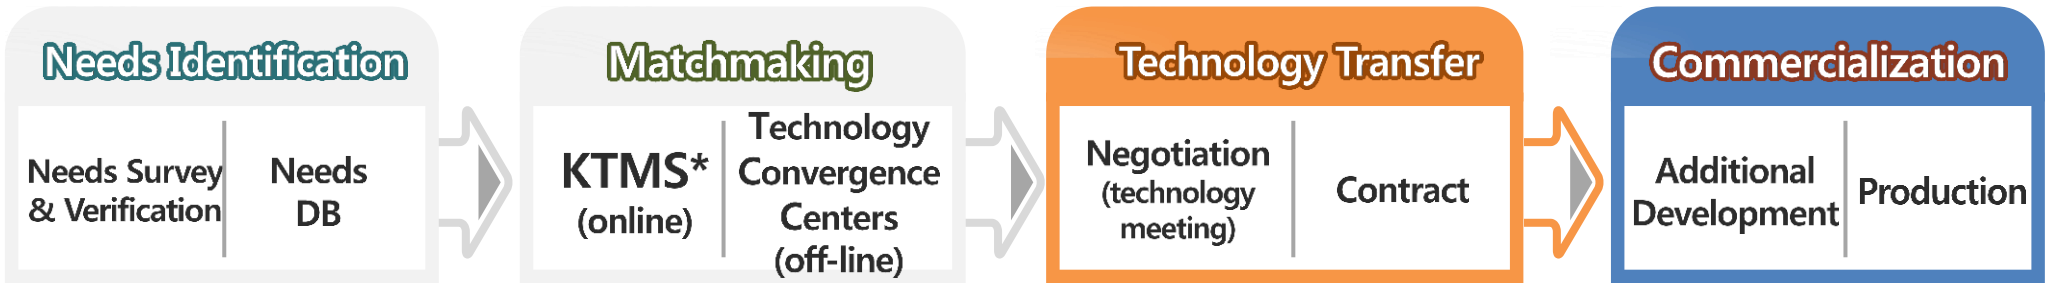 Needs Identification
Needs Survey
& Verification
Needs
DB
Matchmaking
KTMS*
(online)
Technology
Convergence
Centers
(off-line)
Technology Transfer
Negotiation
(technology
meeting)
Contract
Commercialization
Additional
Development
Production